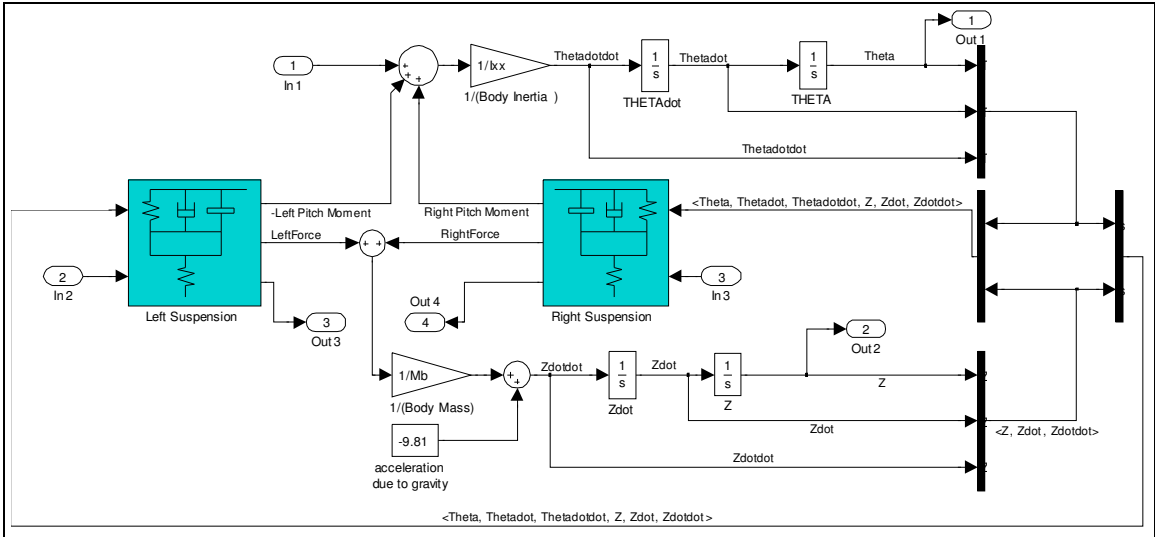 1
Out 1
1
In 1
+
+
+
1/Ixx
1/(Body Inertia )
Thetadotdot
1
s
THETAdot
Thetadot
1
s
THETA
Theta
Thetadot
Thetadotdot
-Left Pitch Moment
Right Pitch Moment
<Theta, Thetadot, Thetadotdot, Z, Zdot, Zdotdot>
LeftForce
+ +
RightForce
2
In 2
3
In 3
Left Suspension
Right Suspension
3
Out 3
Out 4
4
2
Out 2
1/Mb
1/(Body Mass)
+
+
Zdotdot
1
s
Zdot
Zdot
1
s
Z
Z
Zdot
<Z, Zdot, Zdotdot>
Zdotdot
-9.81
acceleration
due to gravity
<Theta, Thetadot, Thetadotdot, Z, Zdot, Zdotdot>